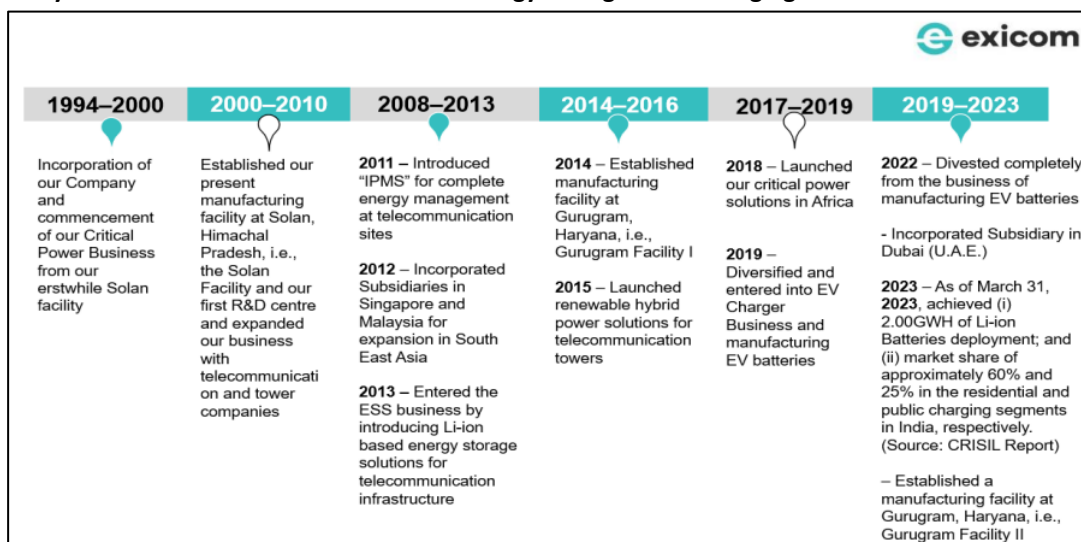 exicom
1994–2000
2000–2010
2008–2013
2014–2016
2017–2019
2019–2023
Incorporation of
our Company
and
commencement
of our Critical
Power Business
from our
erstwhile Solan
facility
Established our
present
manufacturing
facility at Solan,
Himachal
Pradesh, i.e.,
the Solan
Facility and our
first R&D centre
and expanded
our business
with
telecommunicati
on and tower
companies
2011 – Introduced
"IPMS" for complete
energy management
at telecommunication
sites
2012 – Incorporated
Subsidiaries in
Singapore and
Malaysia for
expansion in South
East Asia
2013 – Entered the
ESS business by
introducing Li-ion
based energy storage
solutions for
telecommunication
infrastructure
2014 – Established
manufacturing
facility at
Gurugram,
Haryana, i.e.,
Gurugram Facility I
2015 – Launched
renewable hybrid
power solutions for
telecommunication
towers
2018 – Launched
our critical power
solutions in Africa
2019 –
Diversified and
entered into EV
Charger
Business and
manufacturing
EV batteries
2022 – Divested completely
from the business of
manufacturing EV batteries
- Incorporated Subsidiary in
Dubai (U.A.E.)
2023 – As of March 31,
2023, achieved (i)
2.00GWH of Li-ion
Batteries deployment; and
(ii) market share of
approximately 60% and
25% in the residential and
public charging segments
in India, respectively.
(Source: CRISIL Report)
– Established a
manufacturing facility at
Gurugram, Haryana, i.e.,
Gurugram Facility II